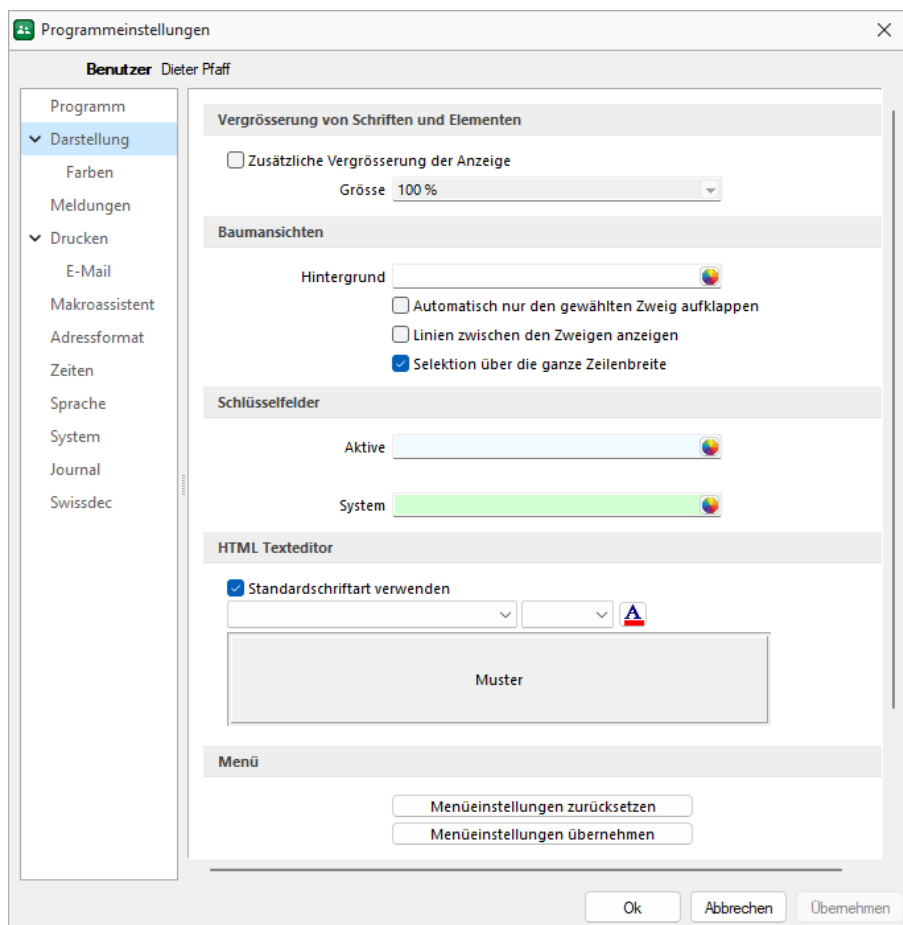 Programmeinstellungen
Benutzer Dieter Pfaff
Programm
Darstellung
Farben
Meldungen
Drucken
E-Mail
Makroassistent
Adressformat
Zeiten
Sprache
System
Journal
Swissdec
Vergrösserung von Schriften und Elementen
Zusätzliche Vergrösserung der Anzeige
Grösse 100 %
Baumansichten
Hintergrund
Automatisch nur den gewählten Zweig aufklappen
Linien zwischen den Zweigen anzeigen
Selektion über die ganze Zeilenbreite
Schlüsselfelder
Aktive
System
HTML Texteditor
Standardschriftart verwenden
A
Muster
Menü
Menüeinstellungen zurücksetzen
Menüeinstellungen übernehmen
Ok Abbrechen Übernehmen